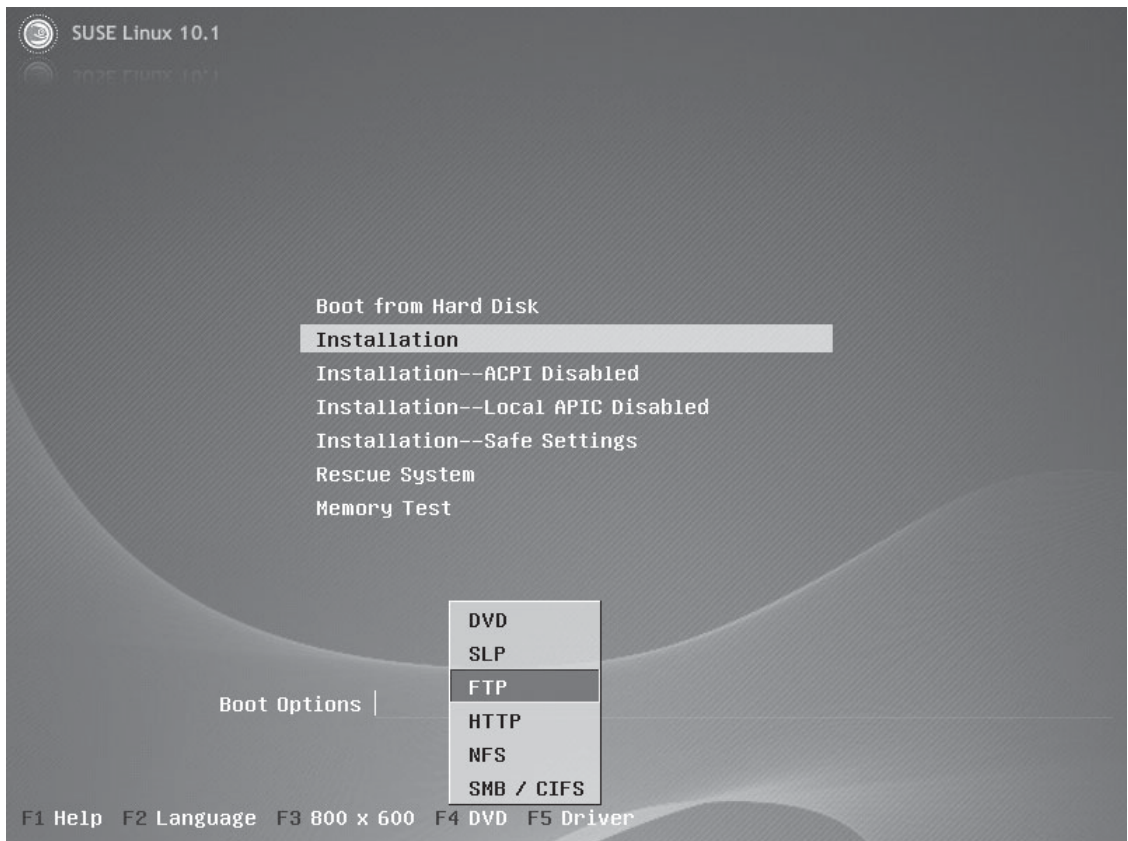 SUSE Linux 10.1
Boot from Hard Disk
Installation
Installation--ACPI Disabled
Installation--Local APIC Disabled
Installation--Safe Settings
Rescue System
Memory Test
DVD
SLP
FTP
Boot Options
HTTP
NFS
SMB / CIFS
F1 Help F2 Language F3 800 x 600 F4 DVD F5 Driver